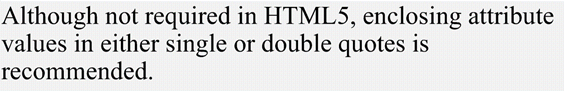 Although not required in HTML5, enclosing attribute
values in either single or double quotes is
recommended.